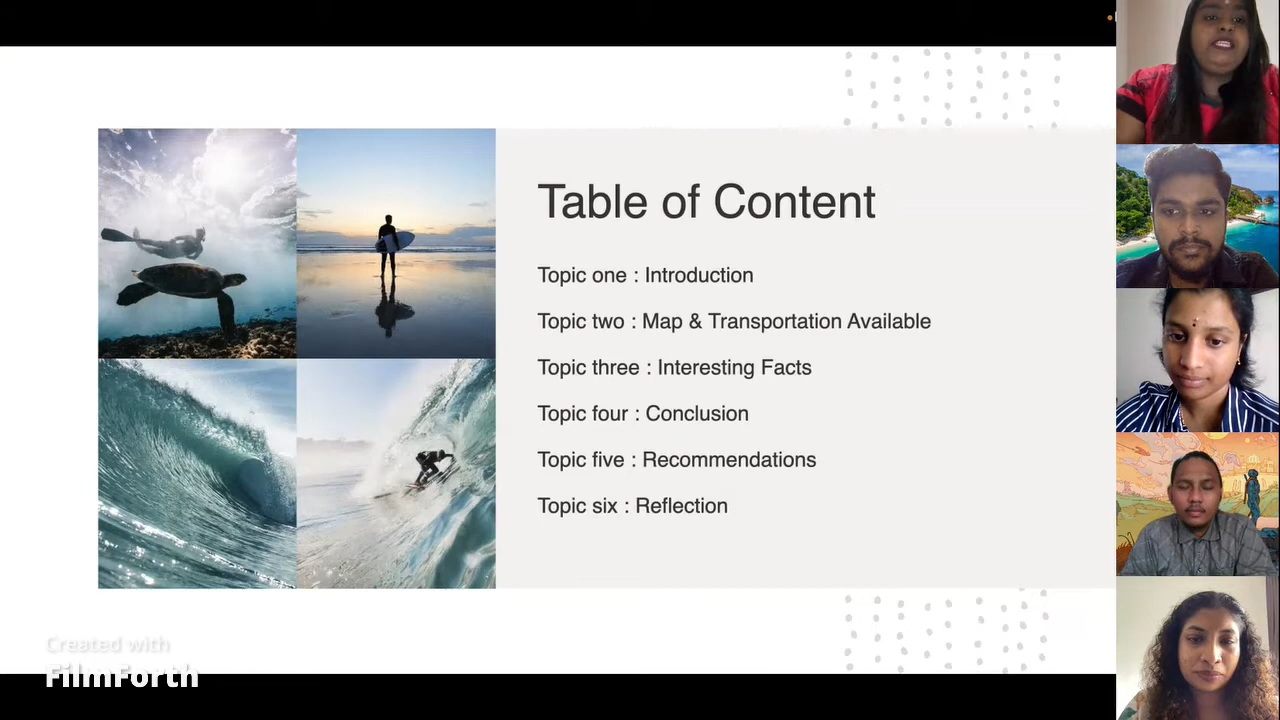 Table of Content
Topic one : Introduction
Topic two : Map & Transportation Available
Topic three : Interesting Facts
Topic four : Conclusion
Topic five : Recommendations
Topic six : Reflection
Created with
FilmForth